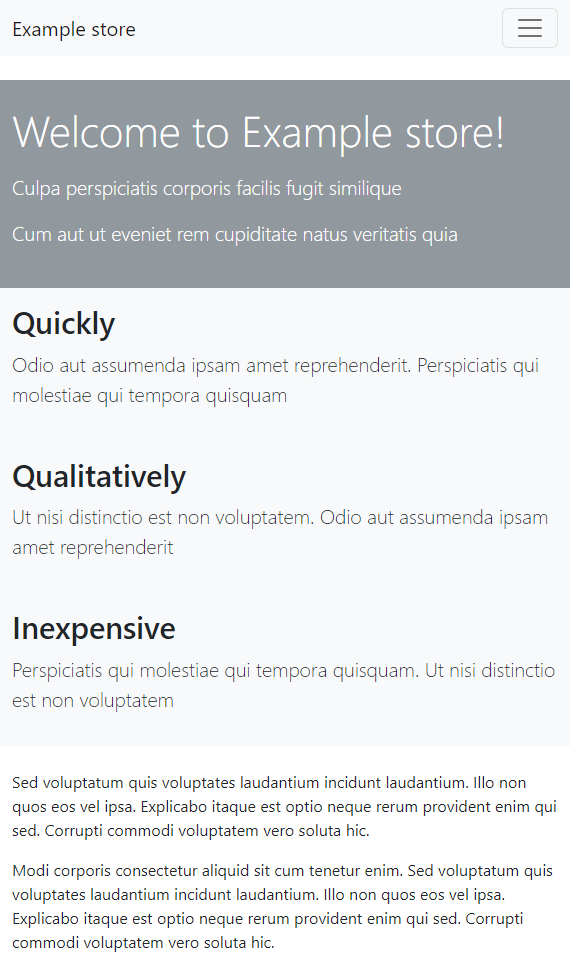 Example store
Welcome to Example store!
Culpa perspiciatis corporis facilis fugit similique
Cum aut ut eveniet rem cupiditate natus veritatis quia
Quickly
Odio aut assumenda ipsam amet reprehenderit. Perspiciatis qui
molestiae qui tempora quisquam
Qualitatively
Ut nisi distinctio est non voluptatem. Odio aut assumenda ipsam
amet reprehenderit
Inexpensive
Perspiciatis qui molestiae qui tempora quisquam. Ut nisi distinctio
est non voluptatem
Sed voluptatum quis voluptates laudantium incidunt laudantium. Illo non
quos eos vel ipsa. Explicabo itaque est optio neque rerum provident enim qui
sed. Corrupti commodi voluptatem vero soluta hic.
Modi corporis consectetur aliquid sit cum tenetur enim. Sed voluptatum quis
voluptates laudantium incidunt laudantium. Illo non quos eos vel ipsa.
Explicabo itaque est optio neque rerum provident enim qui sed. Corrupti
commodi voluptatem vero soluta hic.